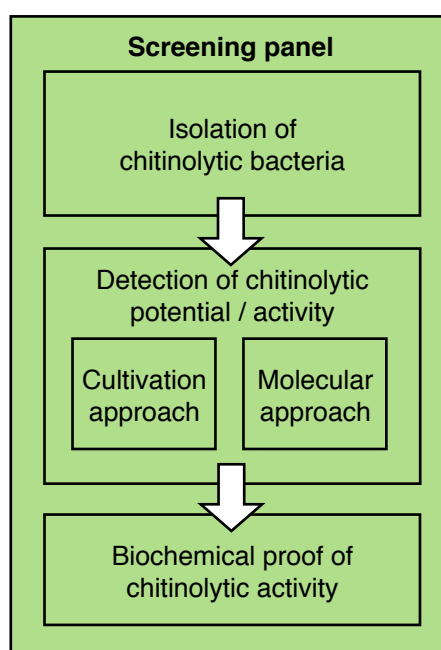 Screening panel
Isolation of
chitinolytic bacteria
Detection of chitinolytic
potential / activity
Cultivation
approach
Molecular
approach
Biochemical proof of
chitinolytic activity